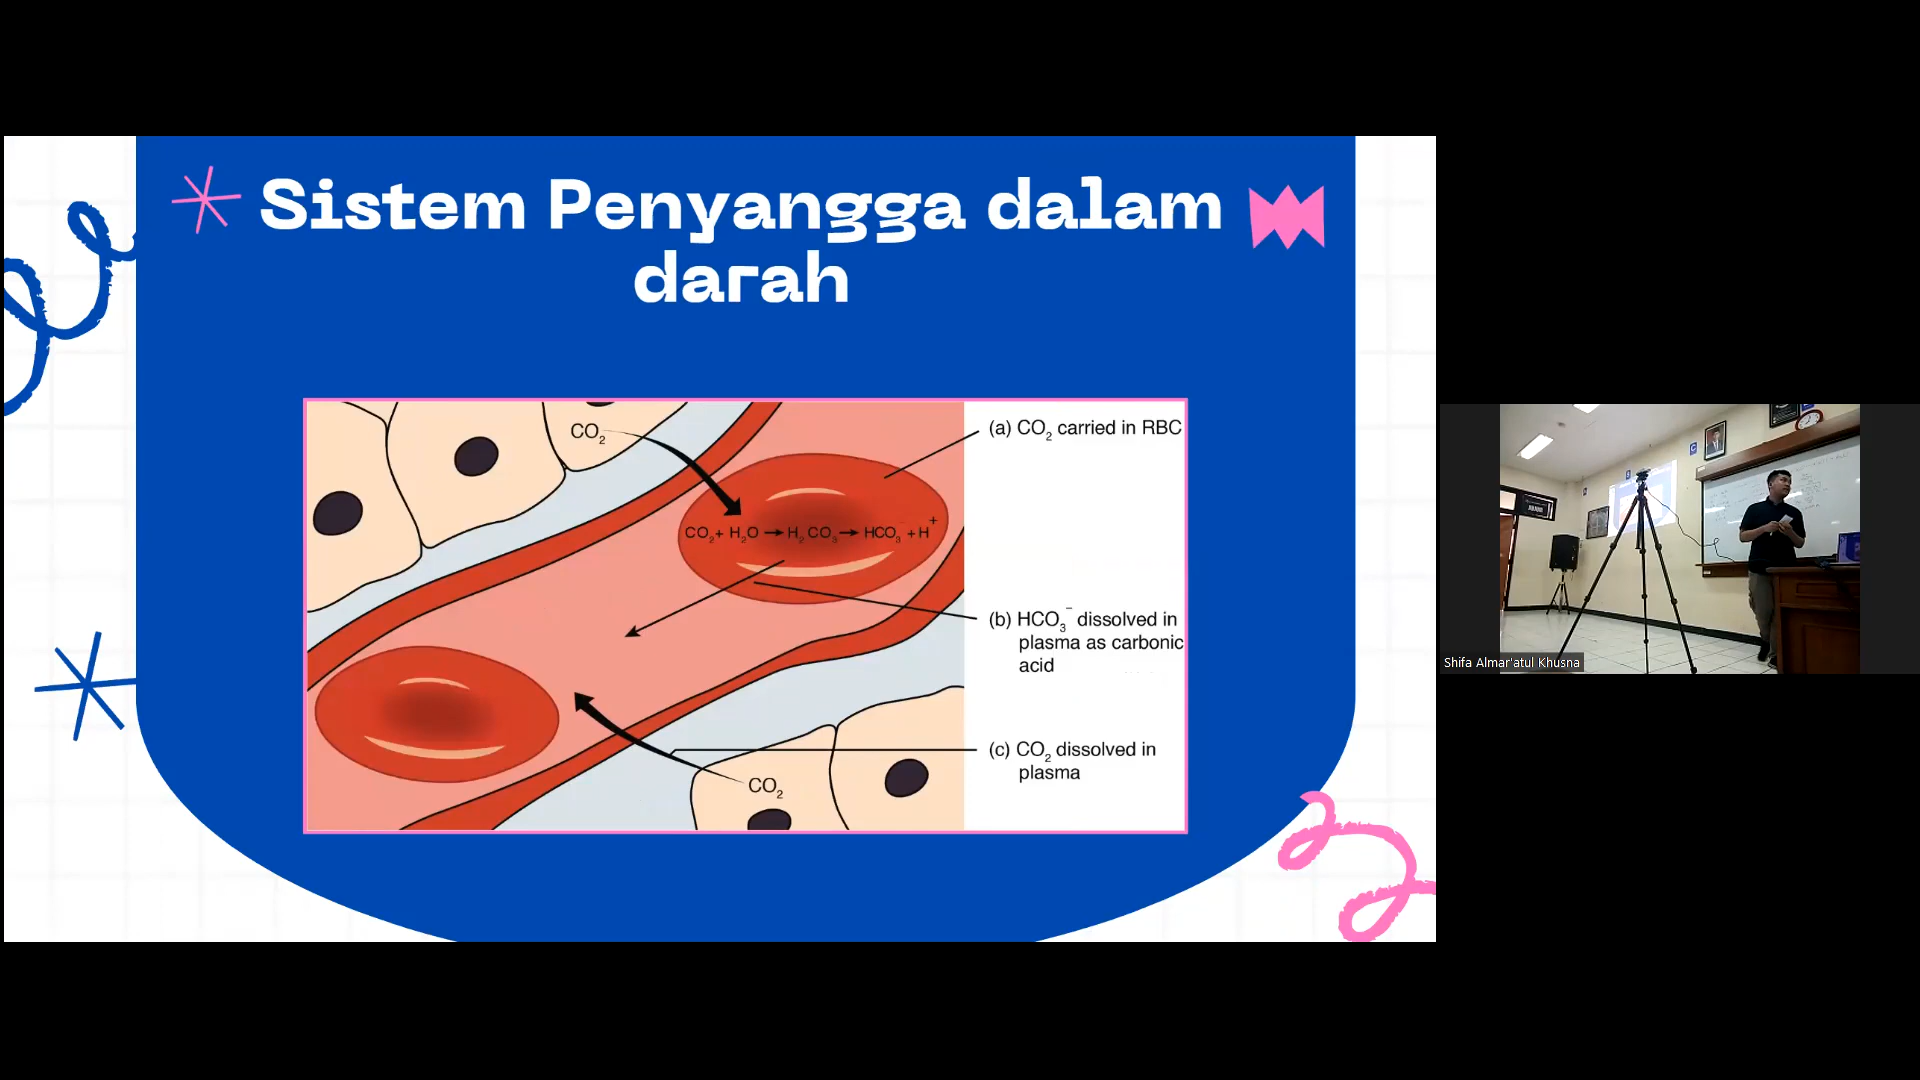 Sistem Penyangga dalam
darah
CO₂
(a) CO₂ carried in RBC
CO₂+ H₂O → H₂CO₃ → HCO₃ + H⁺
(b) HCO₃⁻ dissolved in
plasma as carbonic
acid
(c) CO₂ dissolved in
plasma
CO₂
Shifa Almar'atul Khusna